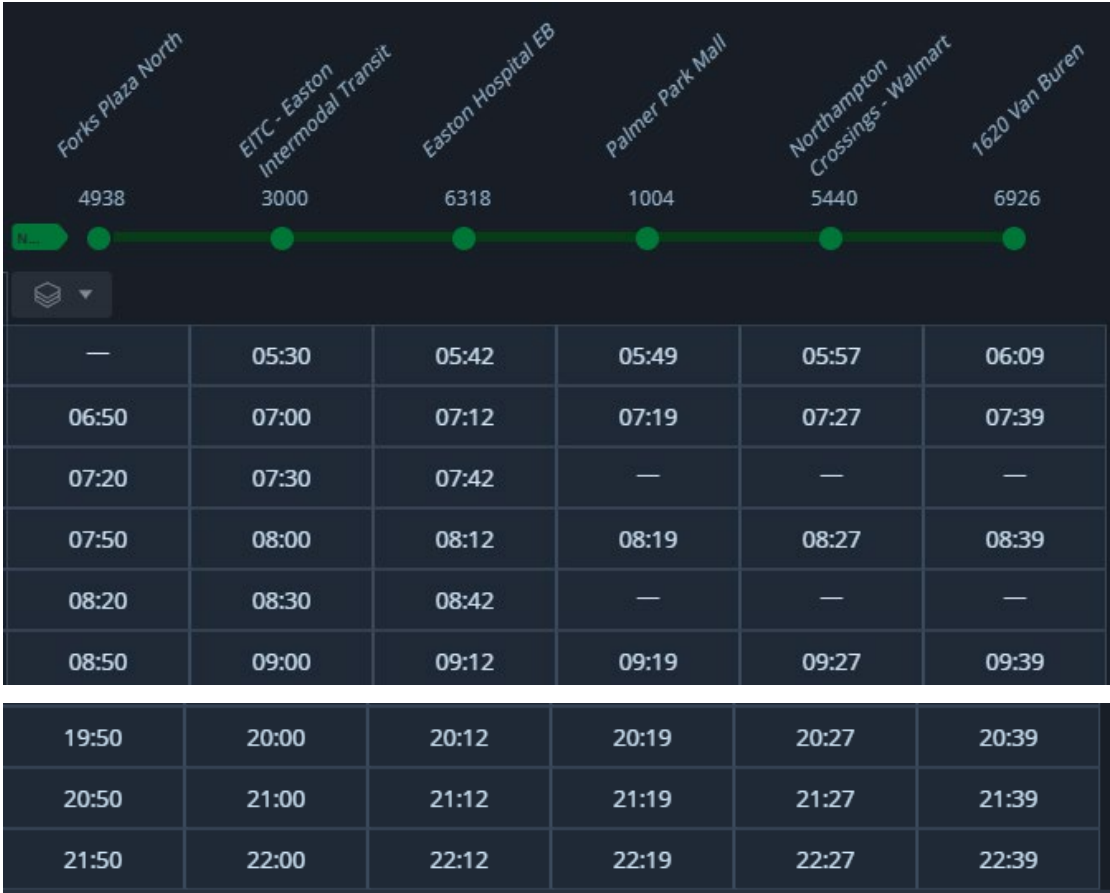 Forks Plaza North
EITC - Easton
Intermodal Transit
Easton Hospital EB
Palmer Park Mall
Northampton
Crossings - Walmart
1620 Van Buren
4938 3000 6318 1004 5440 6926
N...
— 05:30 05:42 05:49 05:57 06:09
06:50 07:00 07:12 07:19 07:27 07:39
07:20 07:30 07:42 — — —
07:50 08:00 08:12 08:19 08:27 08:39
08:20 08:30 08:42 — — —
08:50 09:00 09:12 09:19 09:27 09:39
19:50 20:00 20:12 20:19 20:27 20:39
20:50 21:00 21:12 21:19 21:27 21:39
21:50 22:00 22:12 22:19 22:27 22:39